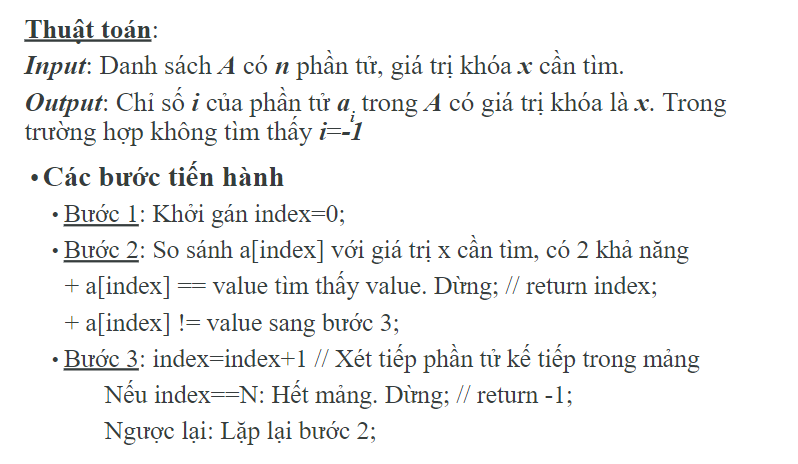 Thuật toán:
Input: Danh sách A có n phần tử, giá trị khóa x cần tìm.
Output: Chỉ số i của phần tử aᵢ trong A có giá trị khóa là x. Trong
trường hợp không tìm thấy i=-1
• Các bước tiến hành
• Bước 1: Khởi gán index=0;
• Bước 2: So sánh a[index] với giá trị x cần tìm, có 2 khả năng
+ a[index] == value tìm thấy value. Dừng; // return index;
+ a[index] != value sang bước 3;
• Bước 3: index=index+1 // Xét tiếp phần tử kế tiếp trong mảng
Nếu index==N: Hết mảng. Dừng; // return -1;
Ngược lại: Lặp lại bước 2;